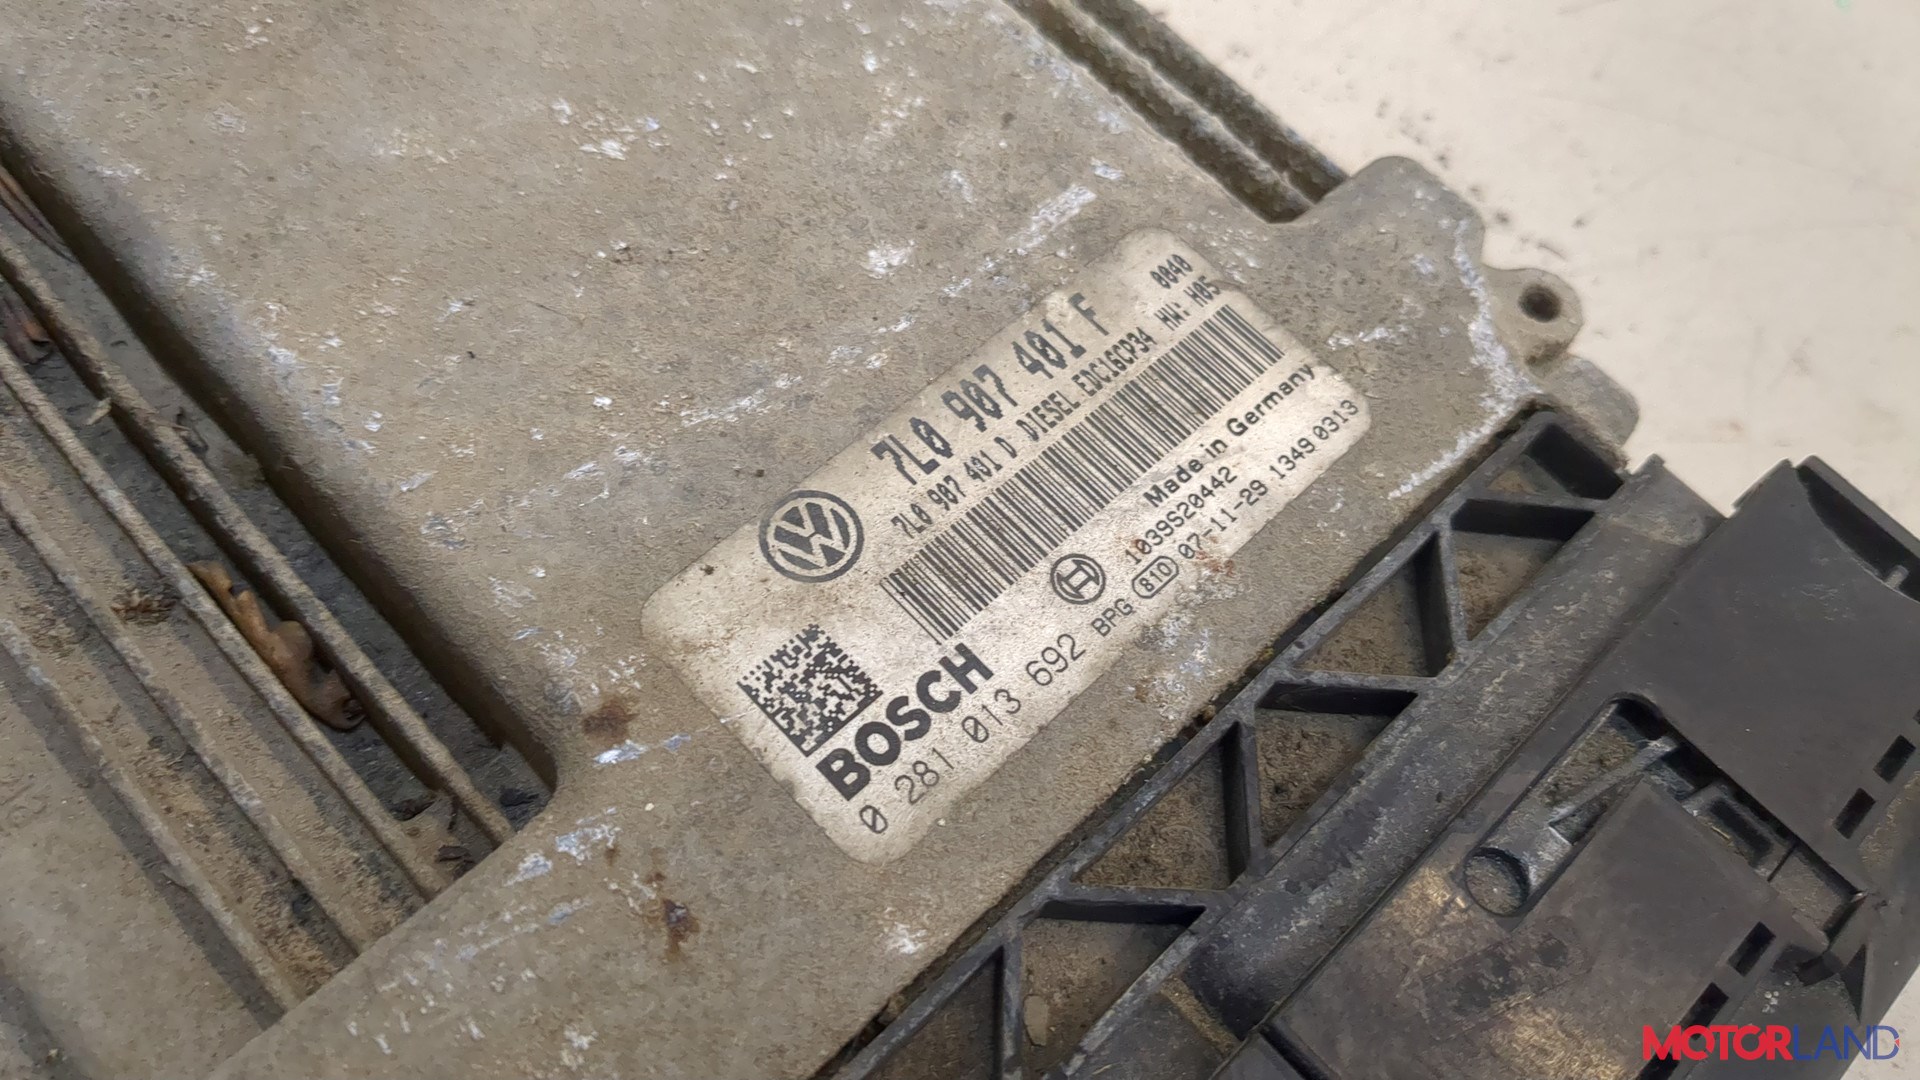 7L0 907 401 F 0040
7L0 907 401 D DIESEL EDC16CP34 HW: H05
Made in Germany
1039S20442
BPG 810 07-11-29 1349 0313
BOSCH
0 281 013 692
MOTORLAND